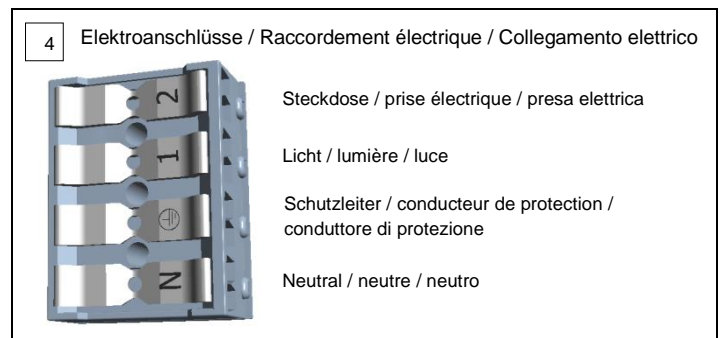 4 Elektroanschlüsse / Raccordement électrique / Collegamento elettrico
2 Steckdose / prise électrique / presa elettrica
1 Licht / lumière / luce
Schutzleiter / conducteur de protection /
conduttore di protezione
N Neutral / neutre / neutro